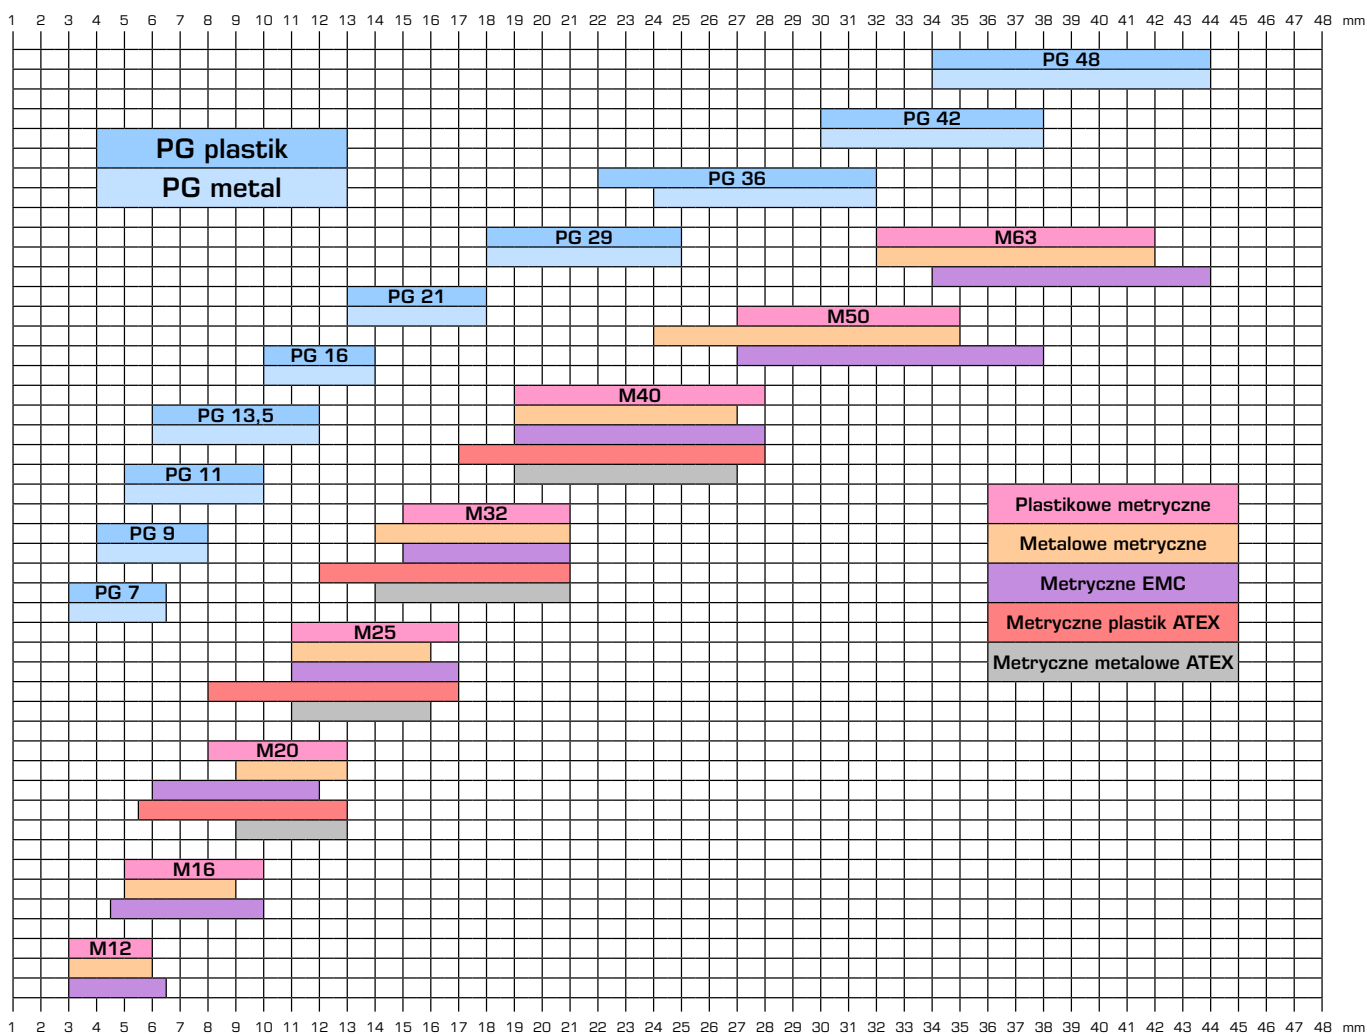 1 2 3 4 5 6 7 8 9 10 11 12 13 14 15 16 17 18 19 20 21 22 23 24 25 26 27 28 29 30 31 32 33 34 35 36 37 38 39 40 41 42 43 44 45 46 47 48 mm
PG 48
PG 42
PG plastik
PG metal
PG 36
PG 29
M63
PG 21
M50
PG 16
M40
PG 13,5
PG 11
Plastikowe metryczne
M32
PG 9
Metalowe metryczne
Metryczne EMC
PG 7
Metryczne plastik ATEX
M25
Metryczne metalowe ATEX
M20
M16
M12
1 2 3 4 5 6 7 8 9 10 11 12 13 14 15 16 17 18 19 20 21 22 23 24 25 26 27 28 29 30 31 32 33 34 35 36 37 38 39 40 41 42 43 44 45 46 47 48 mm